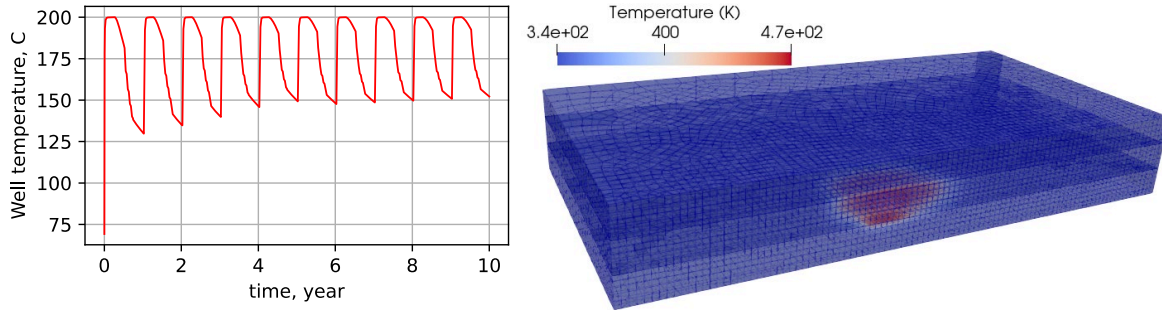 200
175
150
125
100
75
Well temperature, C
0 2 4 6 8 10
time, year
Temperature (K)
3.4e+02 400 4.7e+02